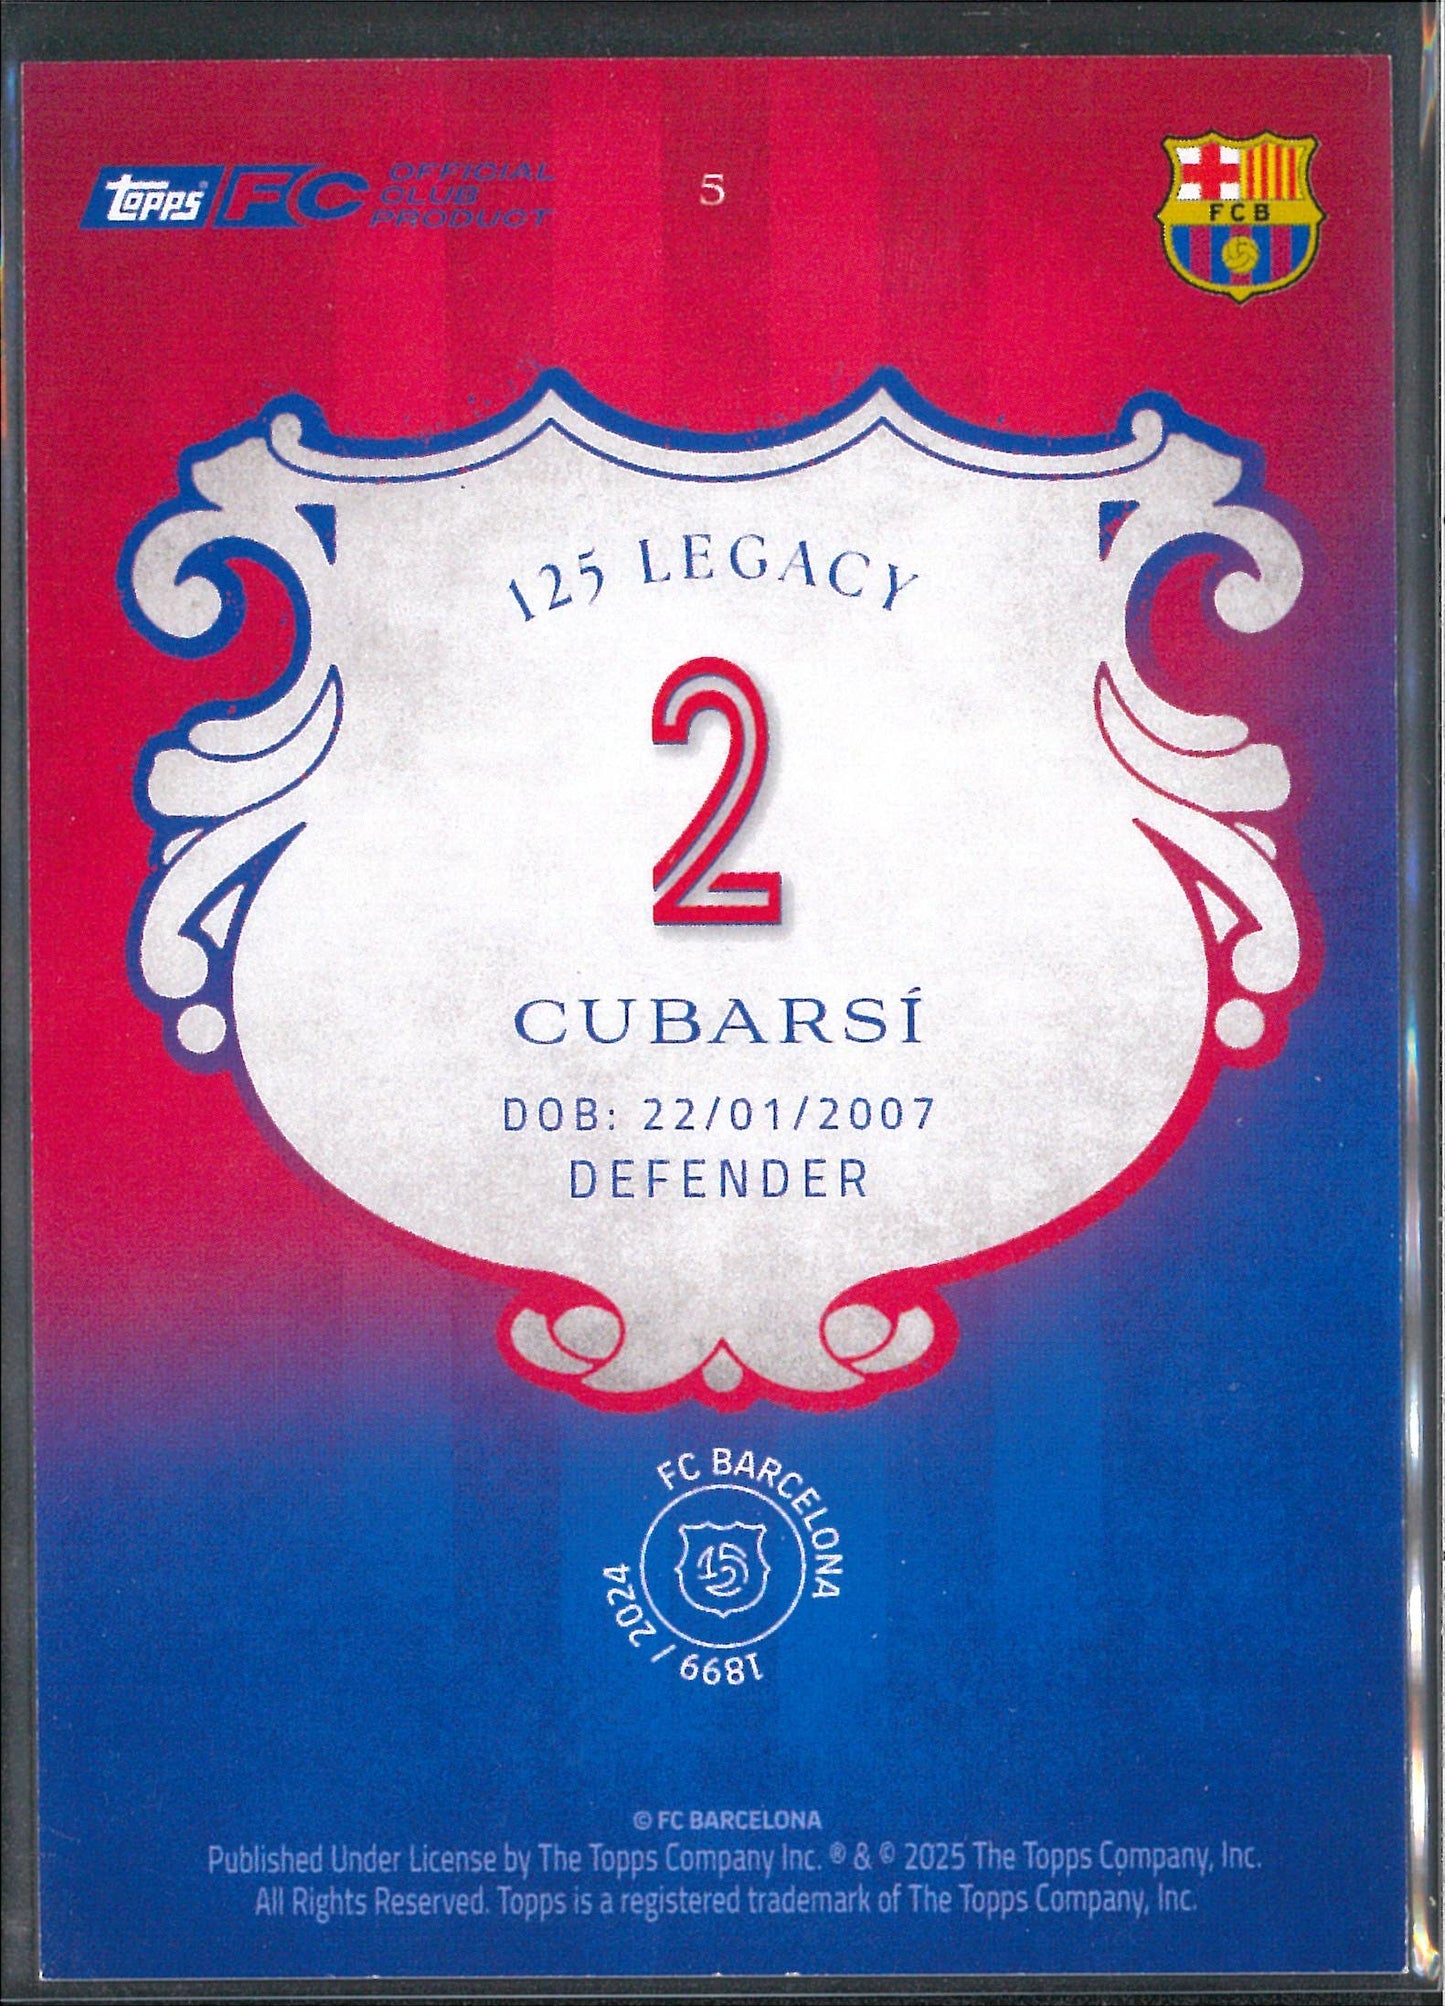 topps FC OFFICIAL
CLUB
PRODUCT
5
FCB
125 LEGACY
2
CUBARSÍ
DOB: 22/01/2007
DEFENDER
FC BARCELONA
125
1899 / 2024
© FC BARCELONA
Published Under License by The Topps Company Inc. ® & © 2025 The Topps Company, Inc.
All Rights Reserved. Topps is a registered trademark of The Topps Company, Inc.